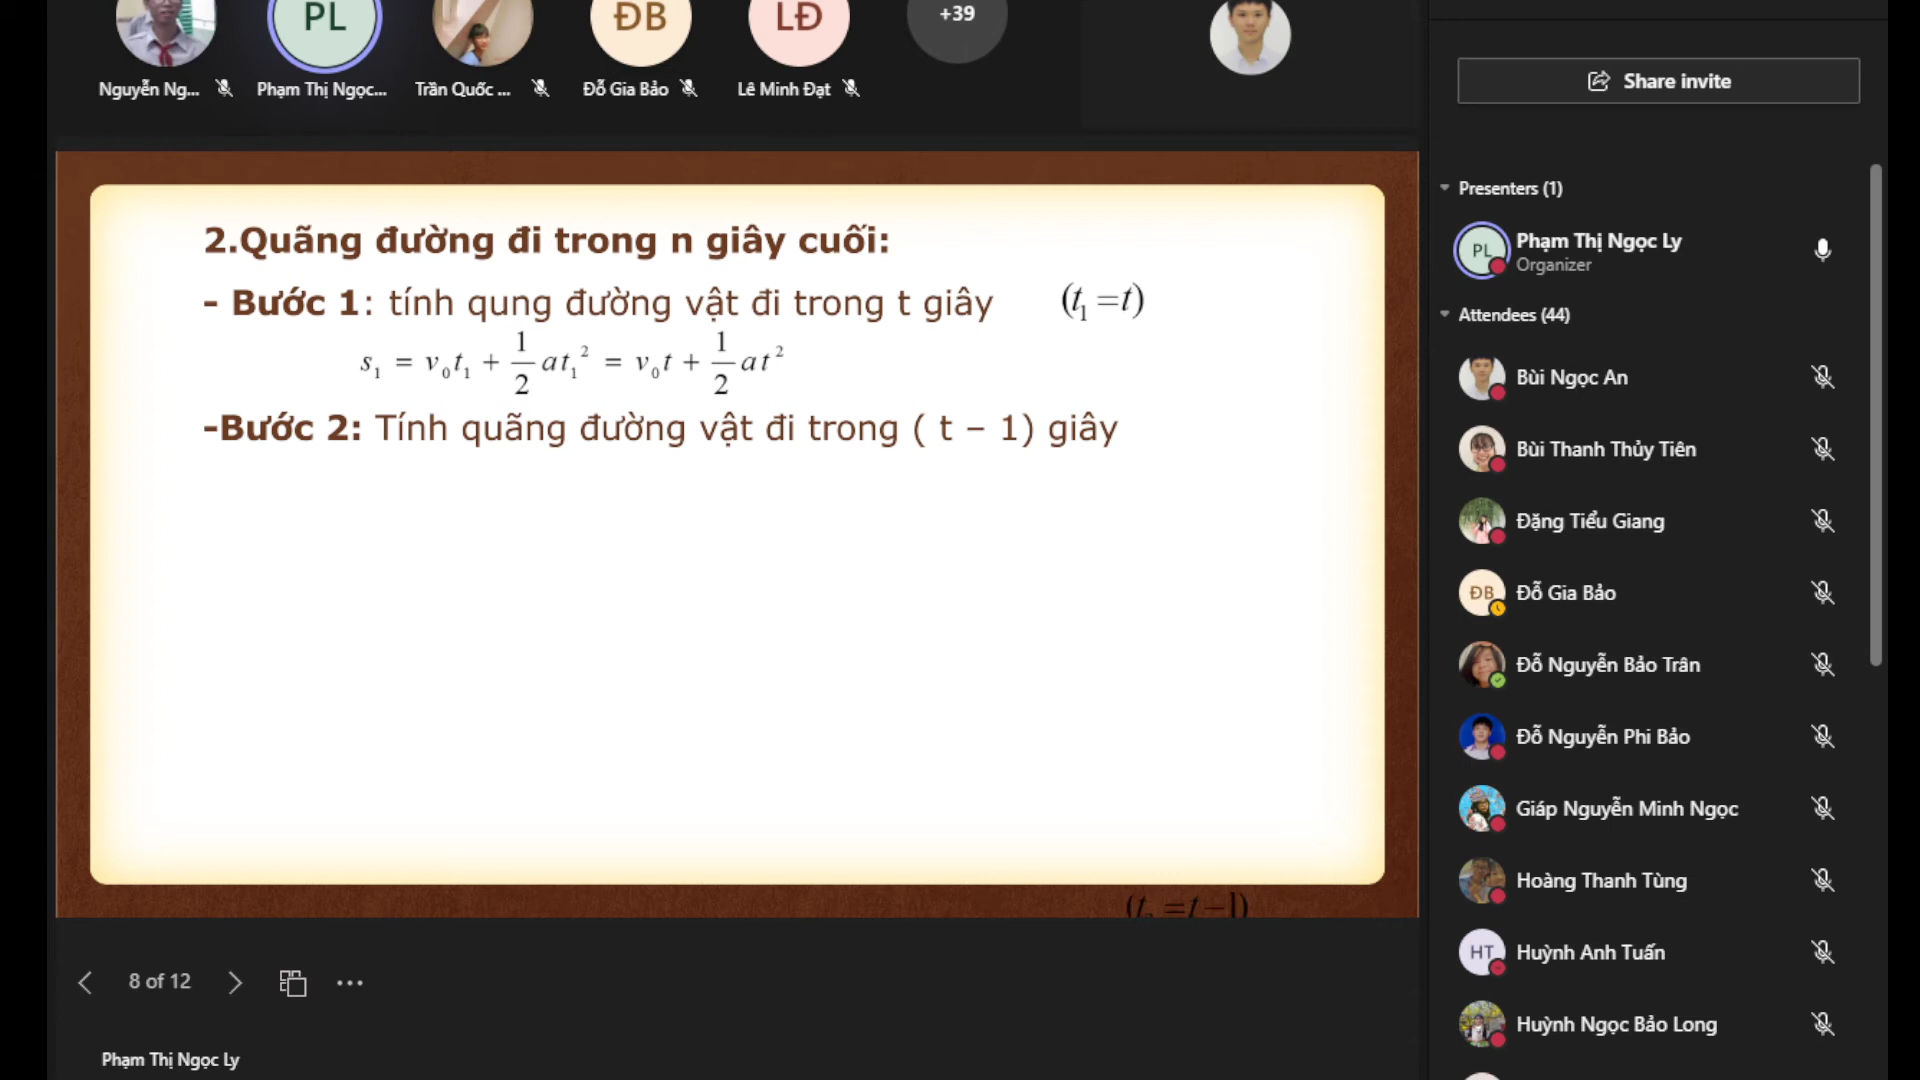 PL
ĐB
LĐ
+39
Nguyễn Ng...
Phạm Thị Ngọc...
Trần Quốc ...
Đỗ Gia Bảo
Lê Minh Đạt
2.Quãng đường đi trong n giây cuối:
- Bước 1: tính qung đường vật đi trong t giây (t₁ =t)
s₁ = v₀t₁ + 1/2 at₁² = v₀t + 1/2 at²
-Bước 2: Tính quãng đường vật đi trong ( t – 1) giây
(t₂ =t−1)
8 of 12
Phạm Thị Ngọc Ly
Share invite
Presenters (1)
PL
Phạm Thị Ngọc Ly
Organizer
Attendees (44)
Bùi Ngọc An
Bùi Thanh Thủy Tiên
Đặng Tiểu Giang
ĐB
Đỗ Gia Bảo
Đỗ Nguyễn Bảo Trân
Đỗ Nguyễn Phi Bảo
Giáp Nguyễn Minh Ngọc
Hoàng Thanh Tùng
HT
Huỳnh Anh Tuấn
Huỳnh Ngọc Bảo Long